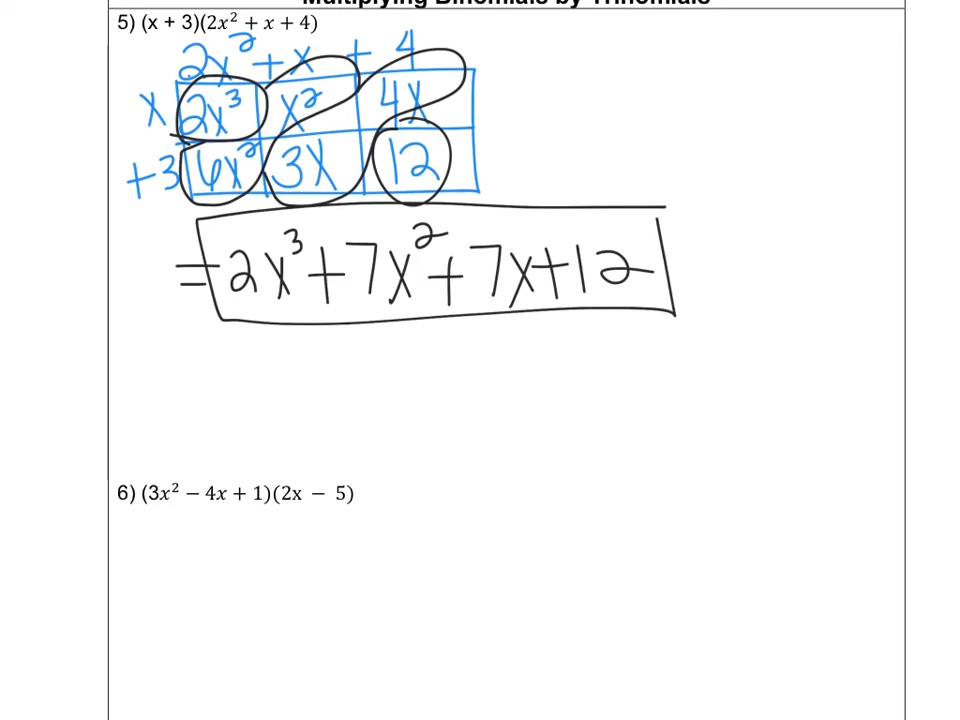 Multiplying Binomials by Trinomials
5) (x + 3)(2x² + x + 4)
2x² + x + 4
x 2x³ x² 4x
+3 6x² 3x 12
= 2x³ + 7x² + 7x + 12
6) (3x² − 4x + 1)(2x − 5)